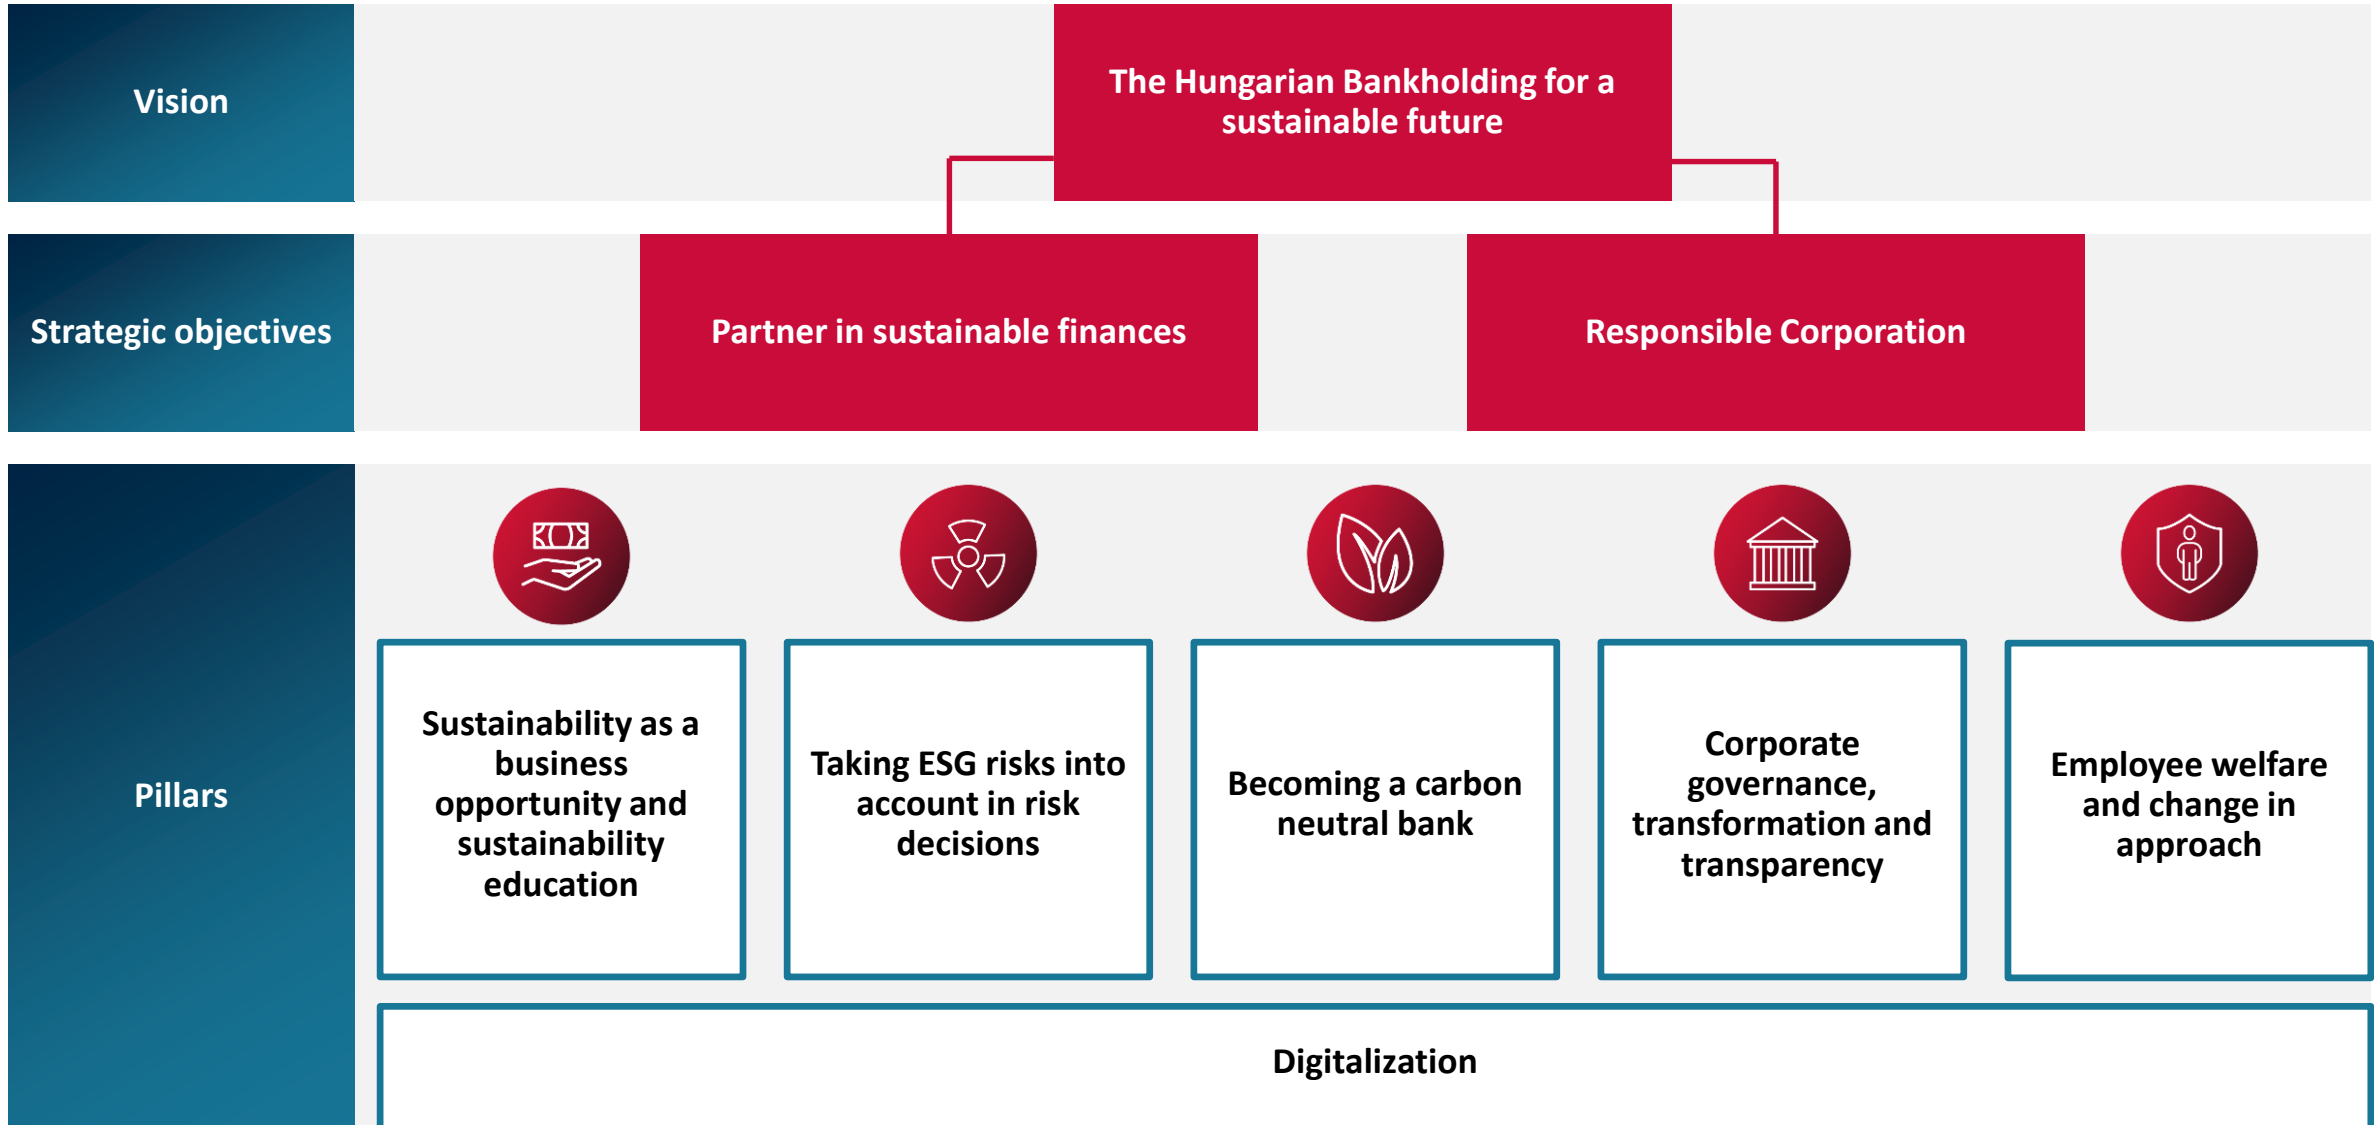 Vision
The Hungarian Bankholding for a
sustainable future
Strategic objectives
Partner in sustainable finances
Responsible Corporation
Pillars
Sustainability as a
business
opportunity and
sustainability
education
Taking ESG risks into
account in risk
decisions
Becoming a carbon
neutral bank
Corporate
governance,
transformation and
transparency
Employee welfare
and change in
approach
Digitalization